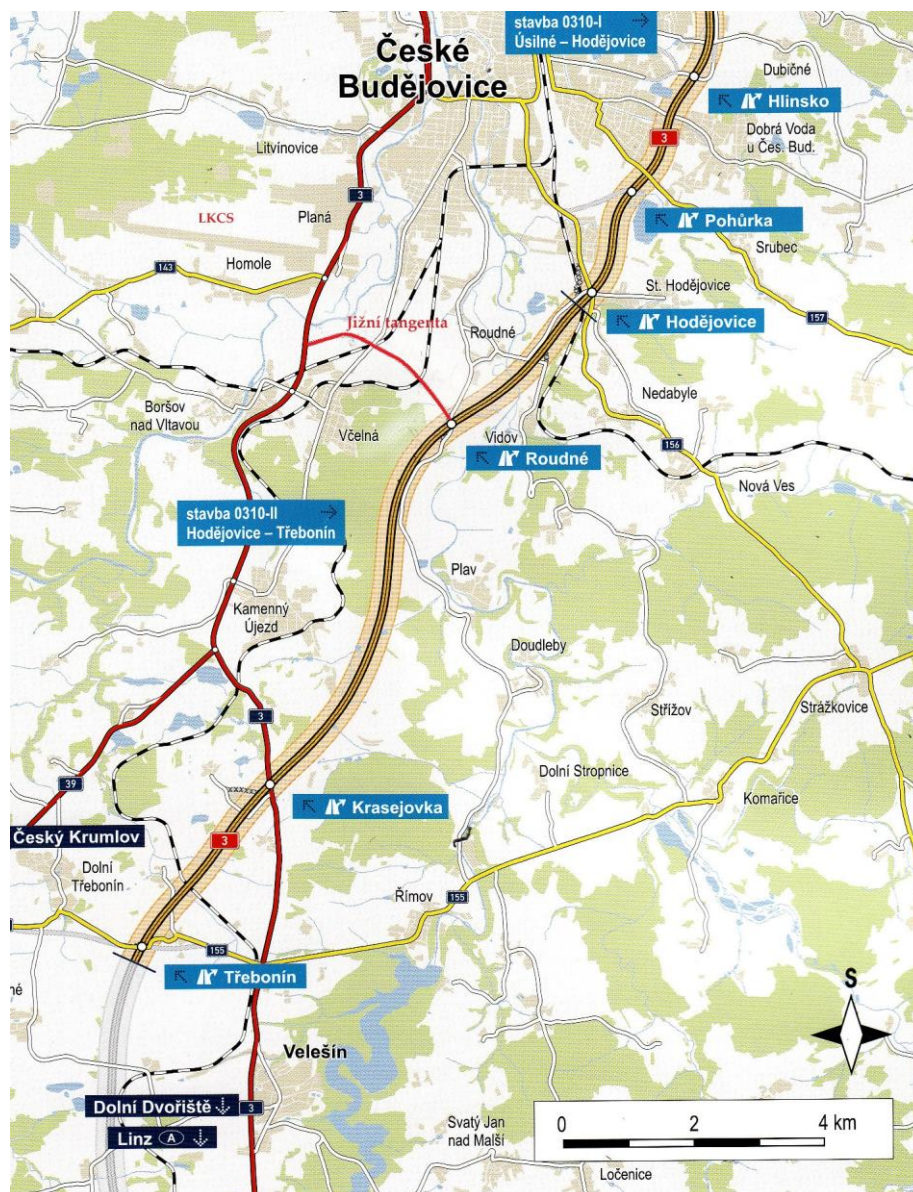 stavba 0310-I
Úsilné – Hodějovice
České
Budějovice
Dubičné
Hlinsko
Dobrá Voda
u Čes. Bud.
3
Litvínovice
3
LKCS
Planá
Pohůrka
Homole
143
Srubec
St. Hodějovice
Jižní tangenta
Roudné
Hodějovice
157
Nedabyle
Boršov
nad Vltavou
Včelná
Vidov
Roudné
156
Nová Ves
stavba 0310-II
Hodějovice – Třebonín
Plav
Kamenný
Újezd
Doudleby
3
Střížov
Strážkovice
39
Dolní Stropnice
Krasejovka
Komařice
Český Krumlov
3
Dolní
Třebonín
Římov
155
155
né
Třebonín
S
Velešín
Dolní Dvořiště
3
Linz A
0 2 4 km
Svatý Jan
nad Malší
Ločenice